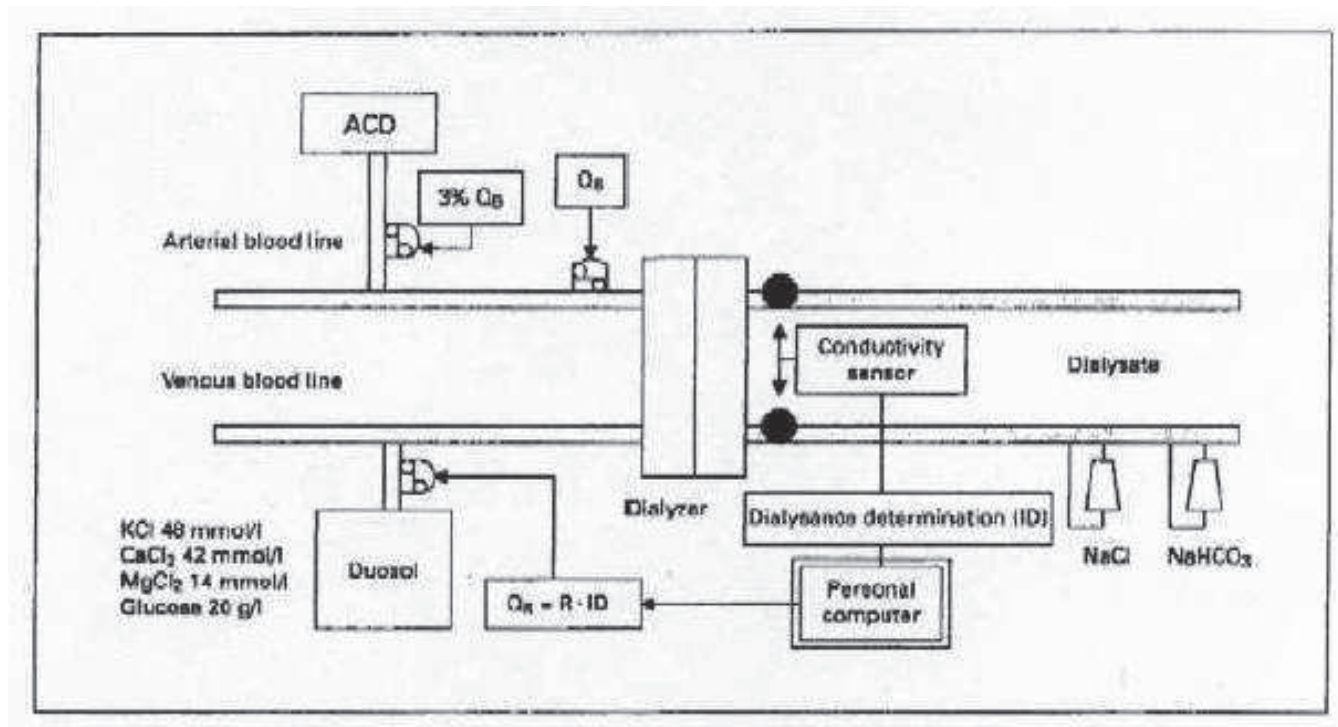 ACD
3% QB
QB
Arterial blood line
Conductivity
sensor
Dialysate
Venous blood line
Dialyzer
Dialysance determination (ID)
NaCl
NaHCO₃
KCl 48 mmol/l
CaCl₂ 42 mmol/l
MgCl₂ 14 mmol/l
Glucose 20 g/l
Duosol
QR = R · ID
Personal
computer